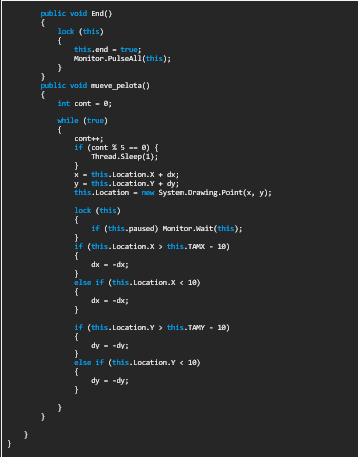 public void End()
{
lock (this)
{
this.end = true;
Monitor.PulseAll(this);
}
}
public void mueve_pelota()
{
int cont = 0;
while (true)
{
cont++;
if (cont % 5 == 0) {
Thread.Sleep(1);
}
x = this.Location.X + dx;
y = this.Location.Y + dy;
this.Location = new System.Drawing.Point(x, y);
lock (this)
{
if (this.paused) Monitor.Wait(this);
}
if (this.Location.X > this.TAMX - 10)
{
dx = -dx;
}
else if (this.Location.X < 10)
{
dx = -dx;
}
if (this.Location.Y > this.TAMY - 10)
{
dy = -dy;
}
else if (this.Location.Y < 10)
{
dy = -dy;
}
}
}
}
}